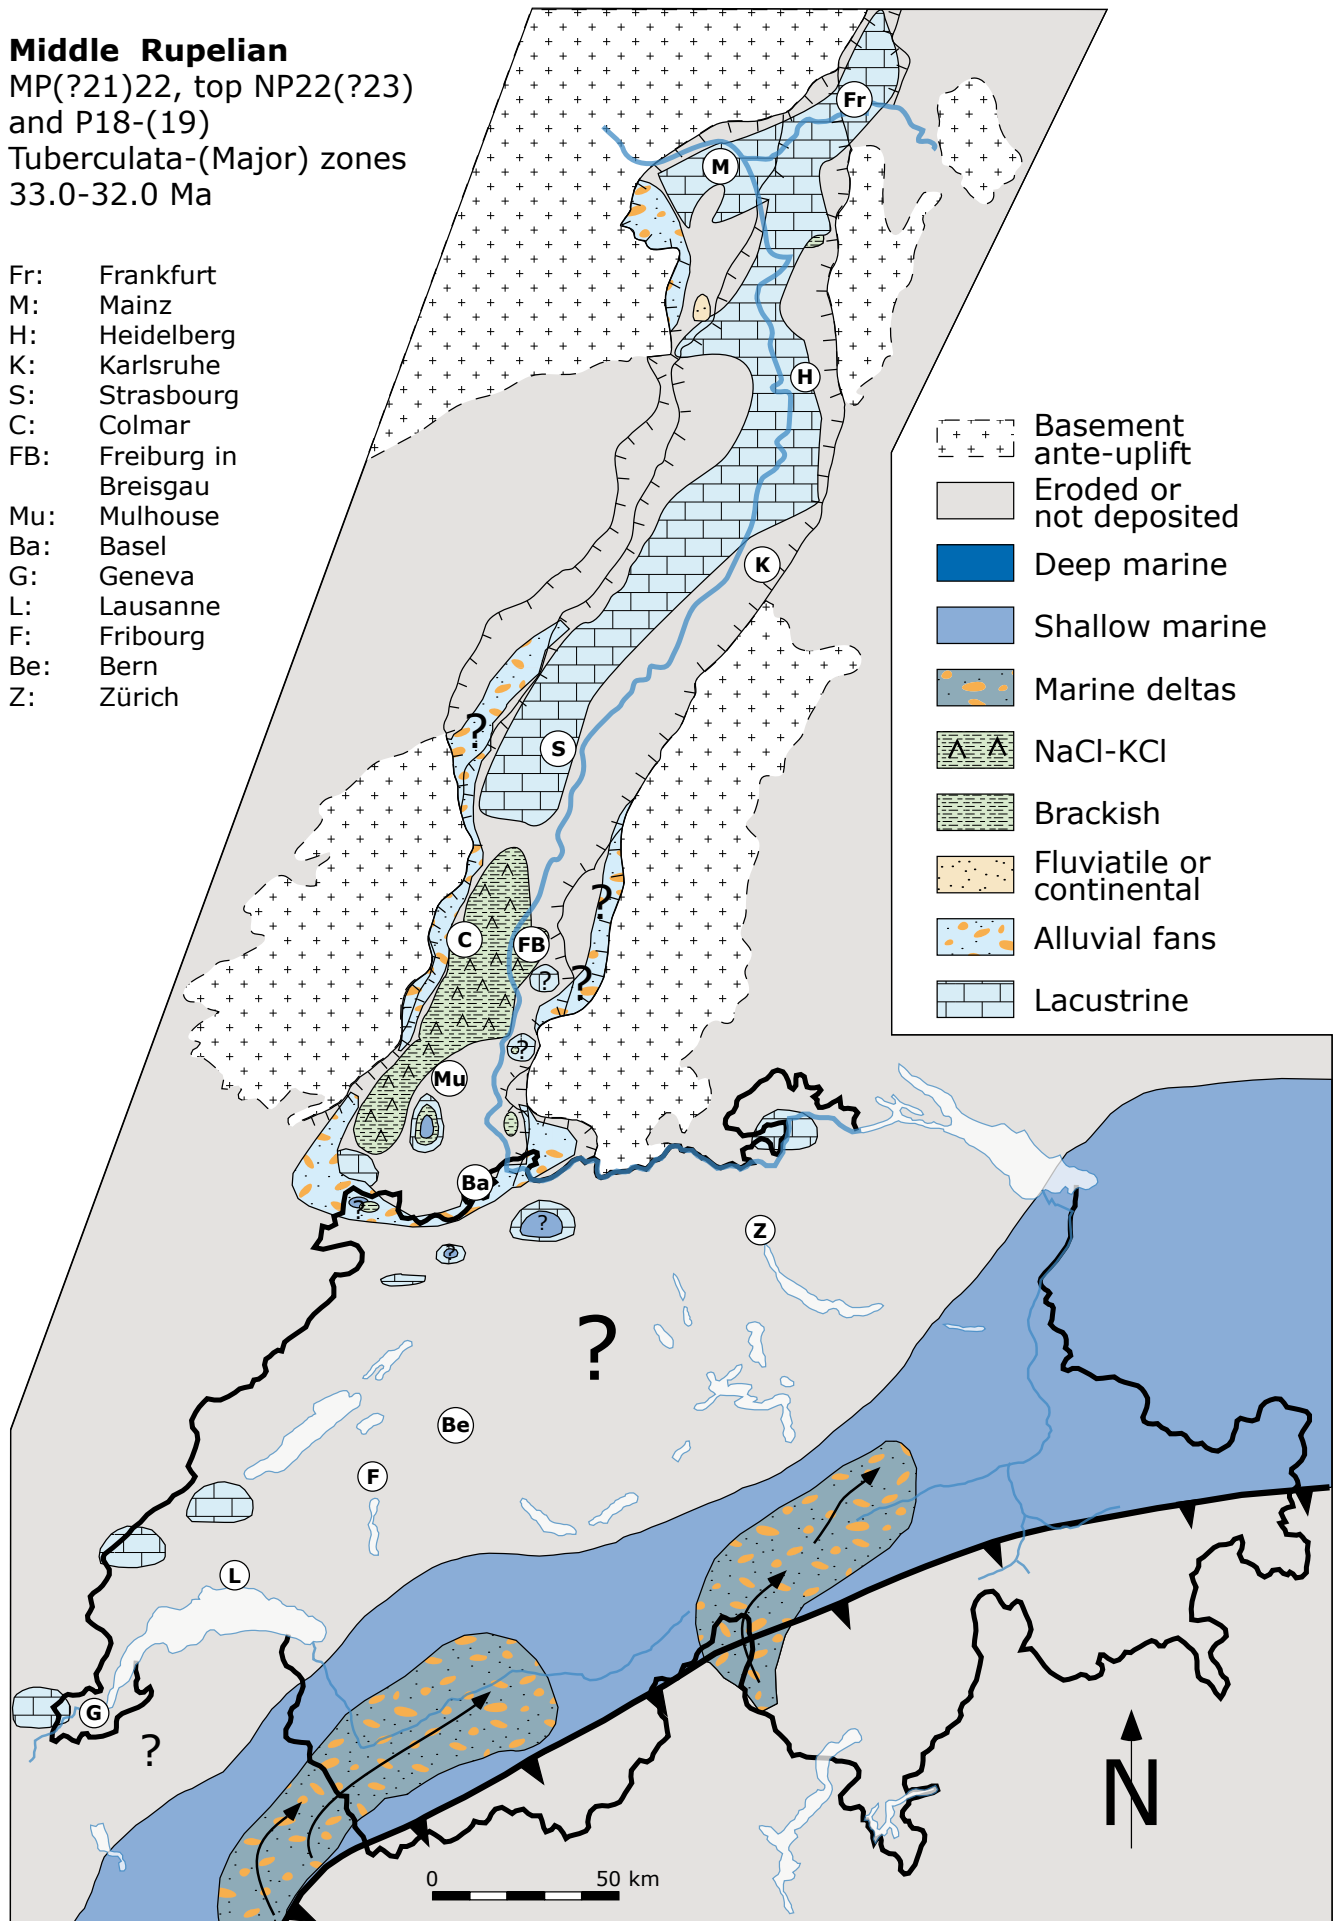 Middle Rupelian
MP(?21)22, top NP22(?23)
and P18-(19)
Tuberculata-(Major) zones
33.0-32.0 Ma
Fr: Frankfurt
M: Mainz
H: Heidelberg
K: Karlsruhe
S: Strasbourg
C: Colmar
FB: Freiburg in
Breisgau
Mu: Mulhouse
Ba: Basel
G: Geneva
L: Lausanne
F: Fribourg
Be: Bern
Z: Zürich
Basement
ante-uplift
Eroded or
not deposited
Deep marine
Shallow marine
Marine deltas
NaCl-KCl
Brackish
Fluviatile or
continental
Alluvial fans
Lacustrine
Fr
M
H
K
?
S
?
C
FB
?
?
?
Mu
Ba
?
?
Z
?
?
Be
F
L
G
?
N
0 50 km